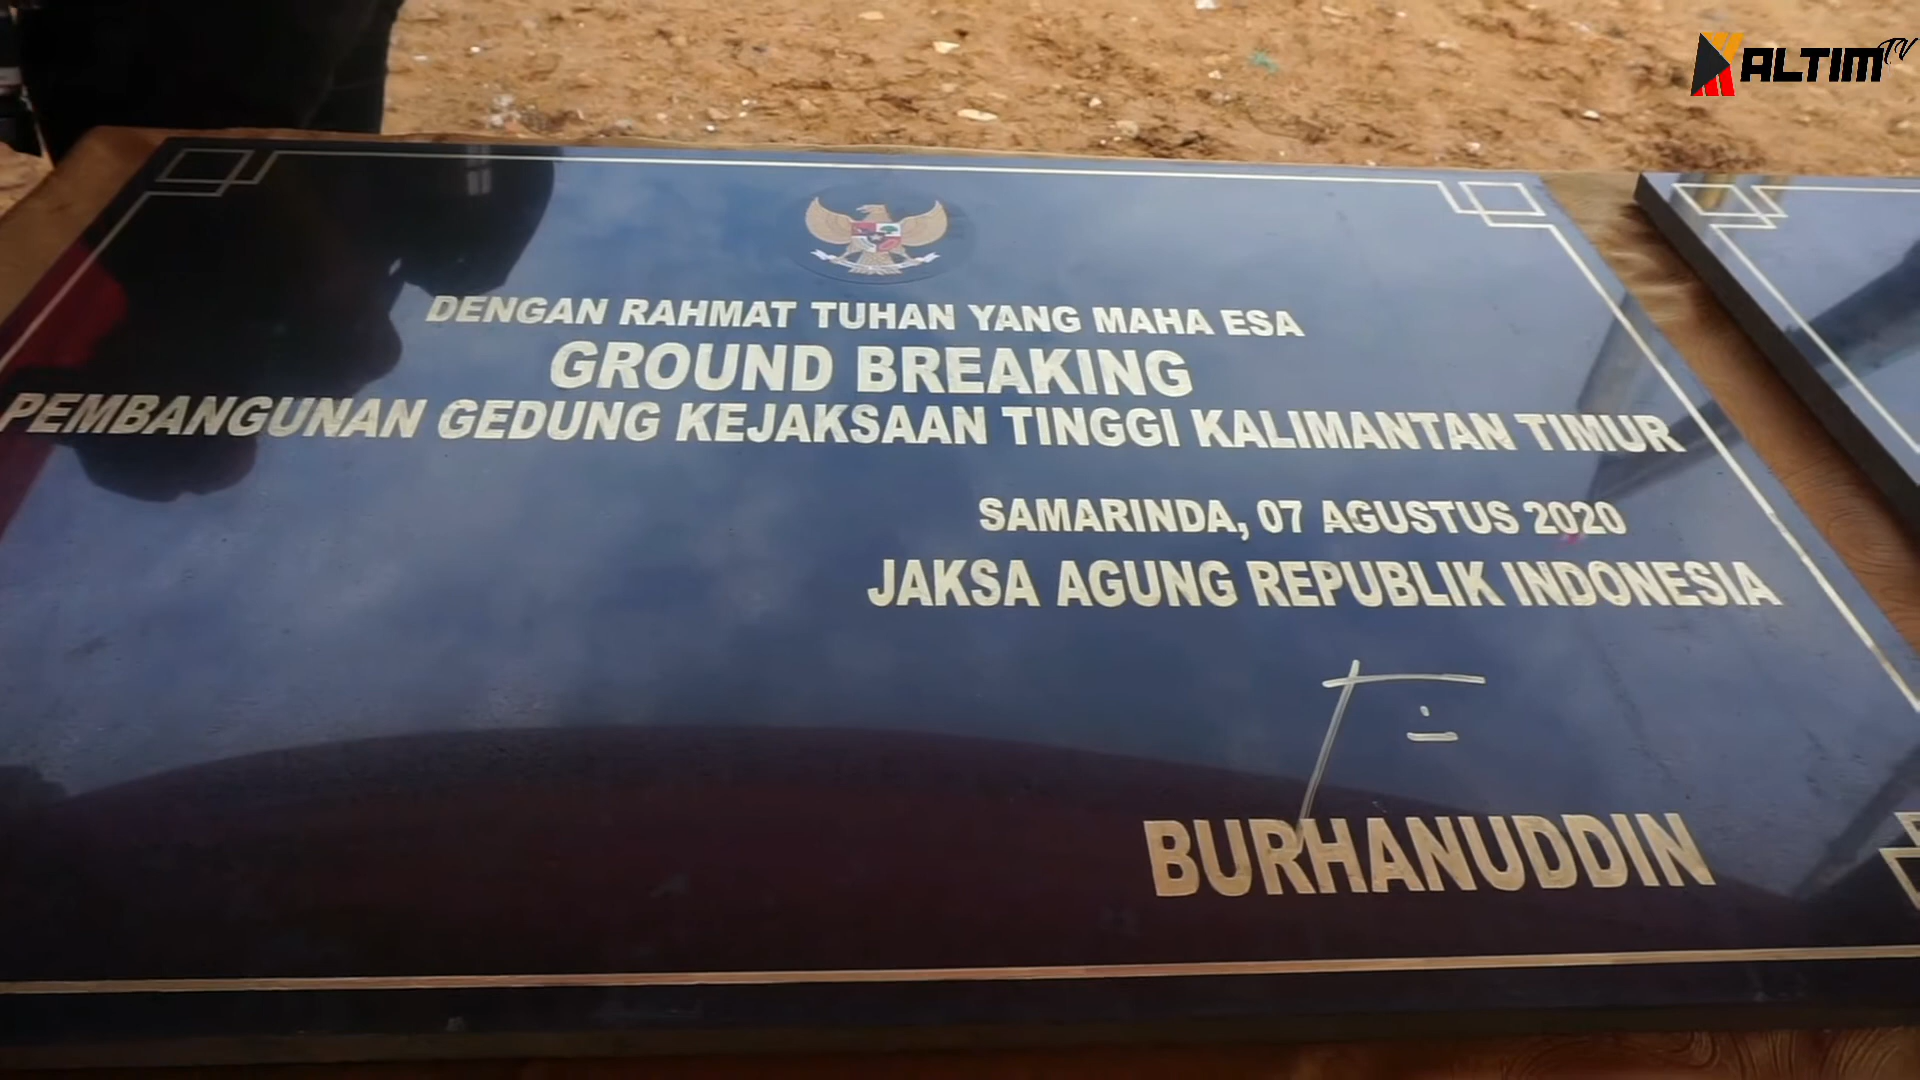 KALTIM TV
DENGAN RAHMAT TUHAN YANG MAHA ESA
GROUND BREAKING
PEMBANGUNAN GEDUNG KEJAKSAAN TINGGI KALIMANTAN TIMUR
SAMARINDA, 07 AGUSTUS 2020
JAKSA AGUNG REPUBLIK INDONESIA
BURHANUDDIN